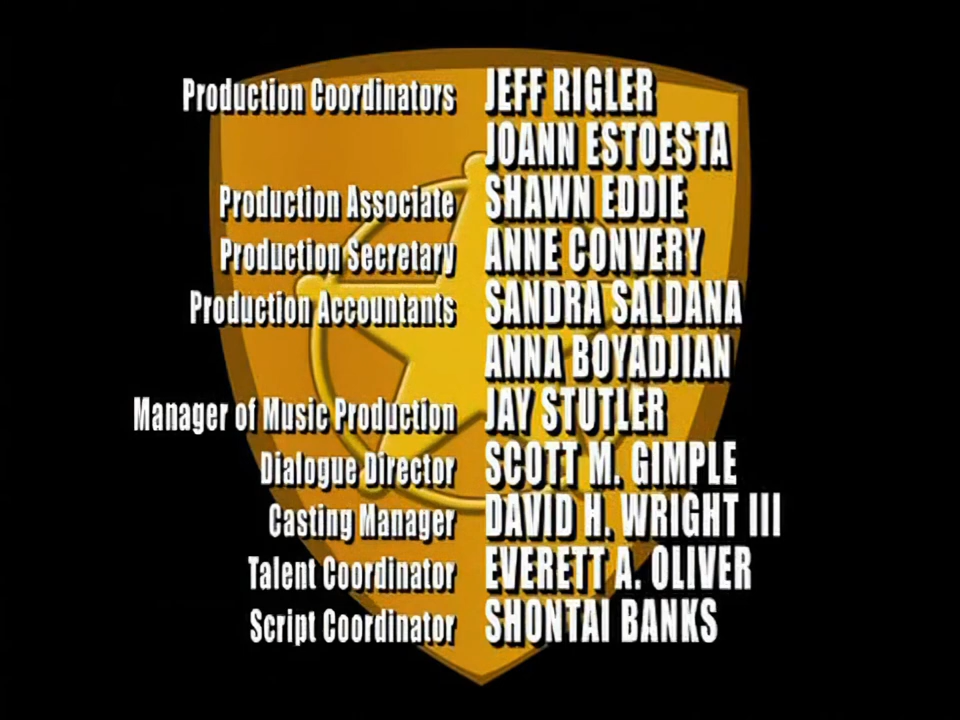 Production Coordinators JEFF RIGLER
JOANN ESTOESTA
Production Associate SHAWN EDDIE
Production Secretary ANNE CONVERY
Production Accountants SANDRA SALDANA
ANNA BOYADJIAN
Manager of Music Production JAY STUTLER
Dialogue Director SCOTT M. GIMPLE
Casting Manager DAVID H. WRIGHT III
Talent Coordinator EVERETT A. OLIVER
Script Coordinator SHONTAI BANKS